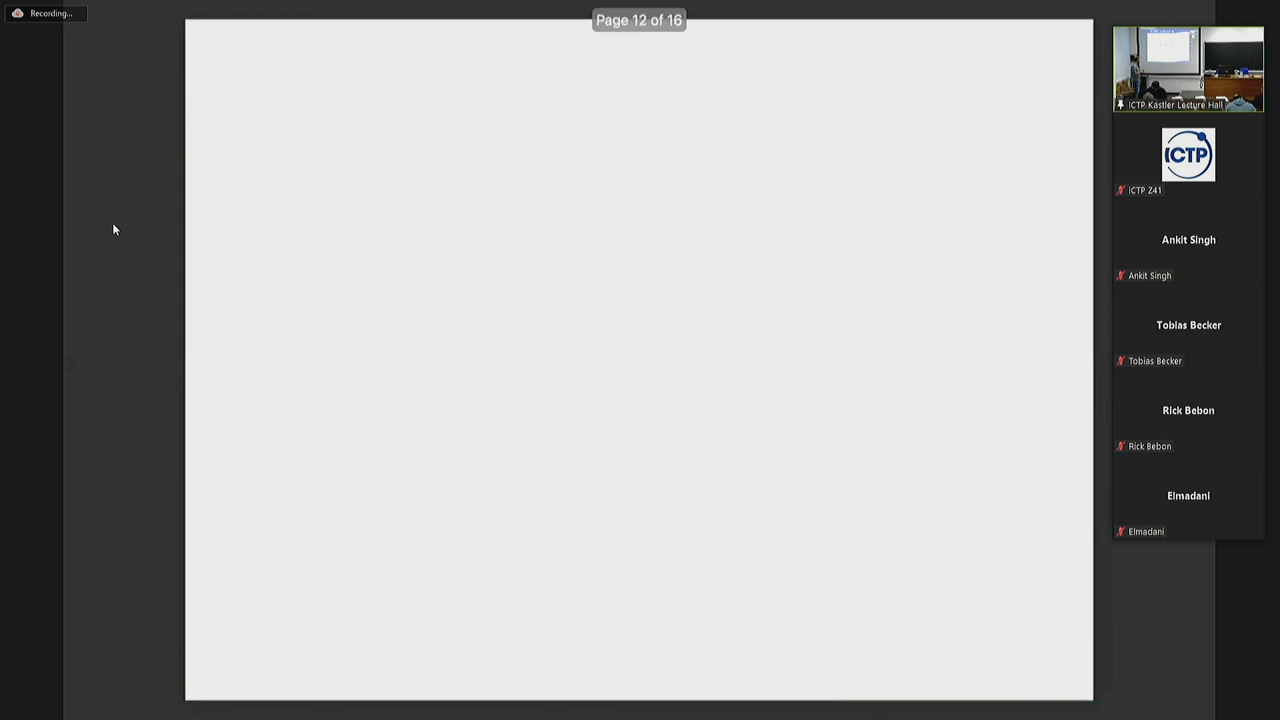 Recording...
Page 12 of 16
ICTP Kastler Lecture Hall
ICTP
ICTP Z41
Ankit Singh
Ankit Singh
Tobias Becker
Tobias Becker
Rick Bebon
Rick Bebon
Elmadani
Elmadani